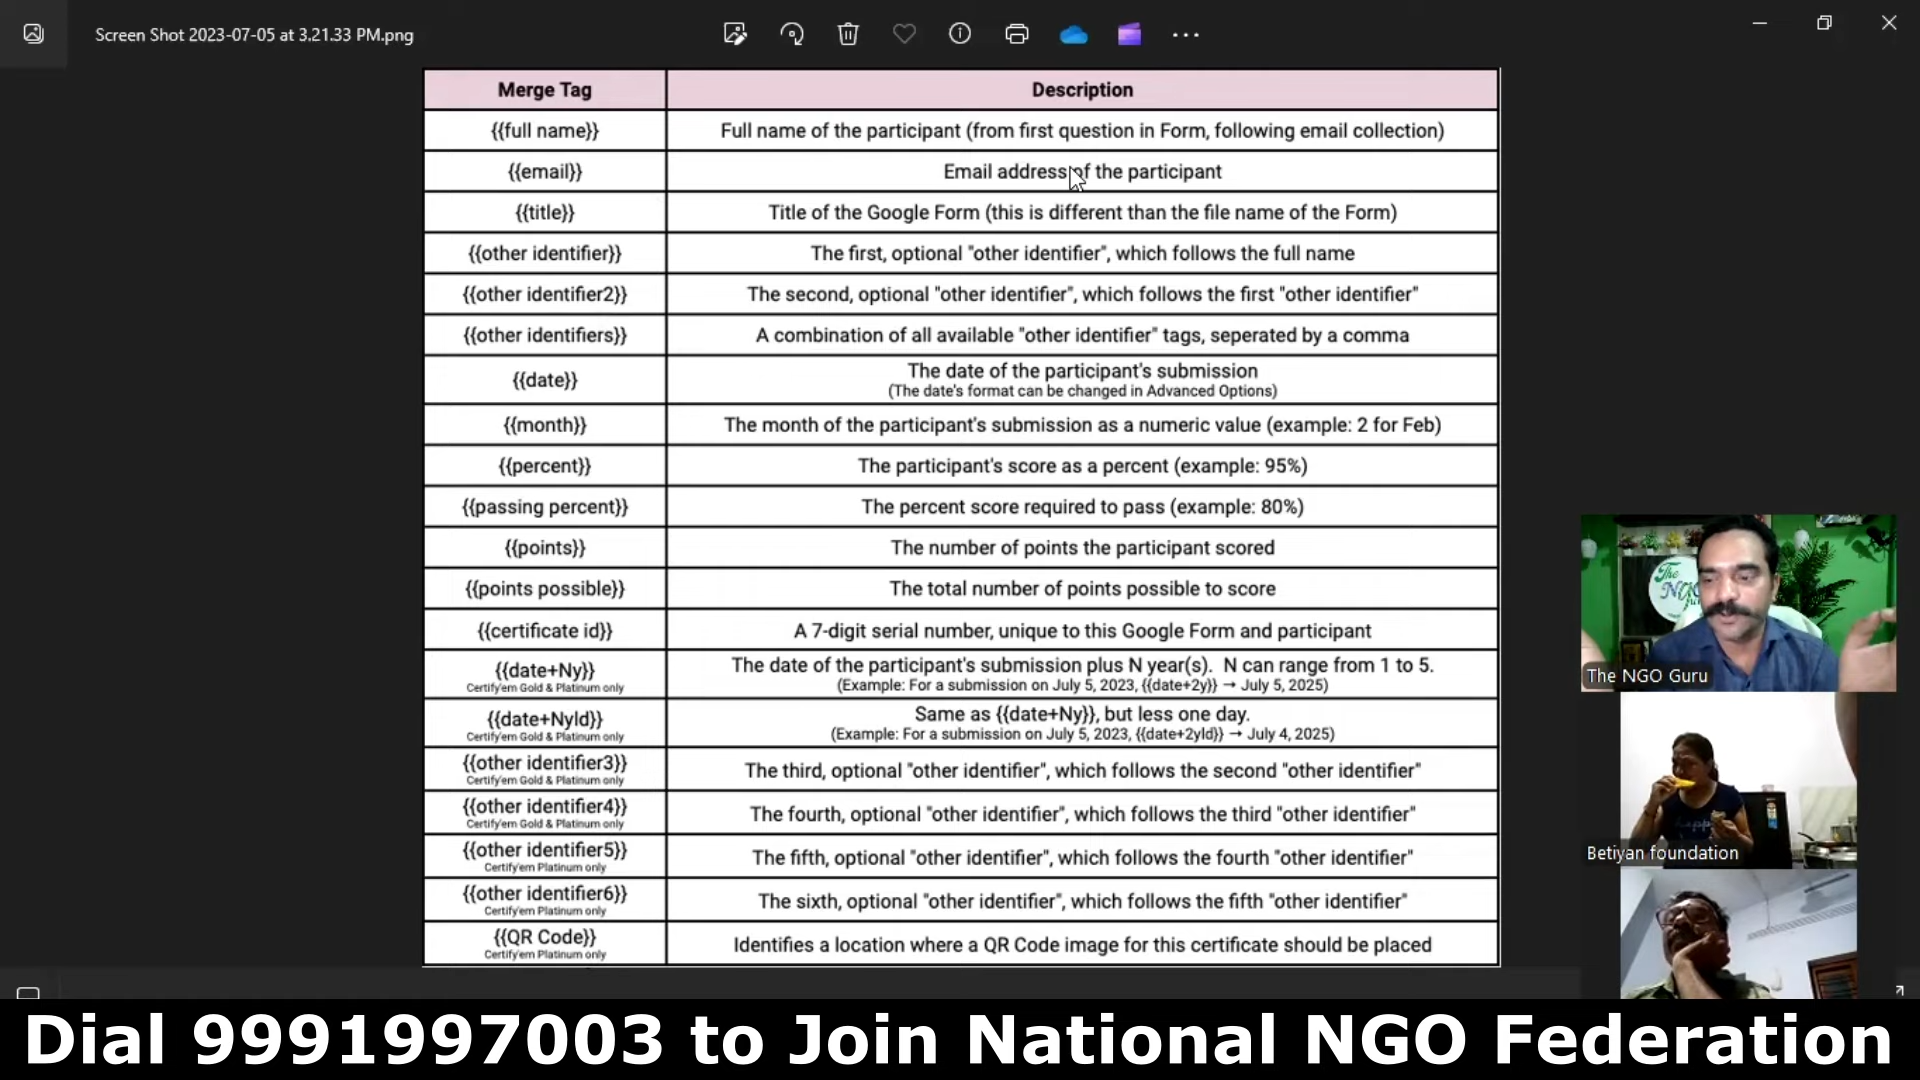 Screen Shot 2023-07-05 at 3.21.33 PM.png
Merge Tag Description
{{full name}} Full name of the participant (from first question in Form, following email collection)
{{email}} Email address of the participant
{{title}} Title of the Google Form (this is different than the file name of the Form)
{{other identifier}} The first, optional "other identifier", which follows the full name
{{other identifier2}} The second, optional "other identifier", which follows the first "other identifier"
{{other identifiers}} A combination of all available "other identifier" tags, seperated by a comma
{{date}} The date of the participant's submission
(The date's format can be changed in Advanced Options)
{{month}} The month of the participant's submission as a numeric value (example: 2 for Feb)
{{percent}} The participant's score as a percent (example: 95%)
{{passing percent}} The percent score required to pass (example: 80%)
{{points}} The number of points the participant scored
{{points possible}} The total number of points possible to score
{{certificate id}} A 7-digit serial number, unique to this Google Form and participant
{{date+Ny}} The date of the participant's submission plus N year(s). N can range from 1 to 5.
Certify'em Gold & Platinum only (Example: For a submission on July 5, 2023, {{date+2y}} → July 5, 2025)
{{date+Nyld}} Same as {{date+Ny}}, but less one day.
Certify'em Gold & Platinum only (Example: For a submission on July 5, 2023, {{date+2yld}} → July 4, 2025)
{{other identifier3}} The third, optional "other identifier", which follows the second "other identifier"
Certify'em Gold & Platinum only
{{other identifier4}} The fourth, optional "other identifier", which follows the third "other identifier"
Certify'em Gold & Platinum only
{{other identifier5}} The fifth, optional "other identifier", which follows the fourth "other identifier"
Certify'em Platinum only
{{other identifier6}} The sixth, optional "other identifier", which follows the fifth "other identifier"
Certify'em Platinum only
{{QR Code}} Identifies a location where a QR Code image for this certificate should be placed
Certify'em Platinum only
The
The NGO Guru
Betiyan foundation
Dial 9991997003 to Join National NGO Federation